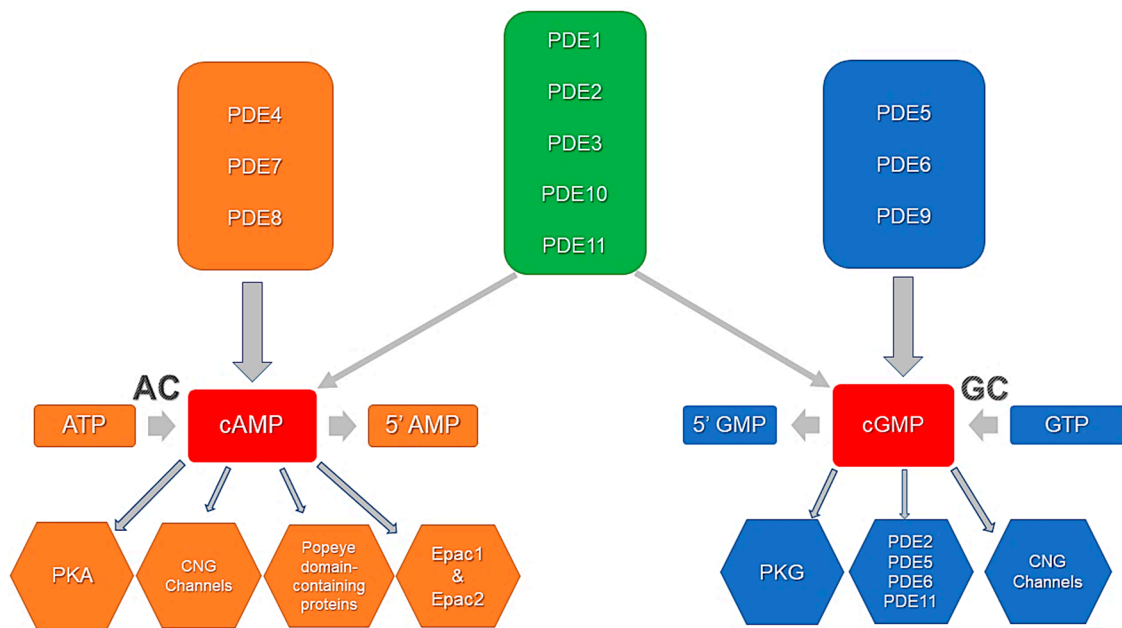 PDE4
PDE7
PDE8
PDE1
PDE2
PDE3
PDE10
PDE11
PDE5
PDE6
PDE9
AC
ATP
cAMP
5' AMP
GC
5' GMP
cGMP
GTP
PKA
CNG
Channels
Popeye
domain-
containing
proteins
Epac1
&
Epac2
PKG
PDE2
PDE5
PDE6
PDE11
CNG
Channels